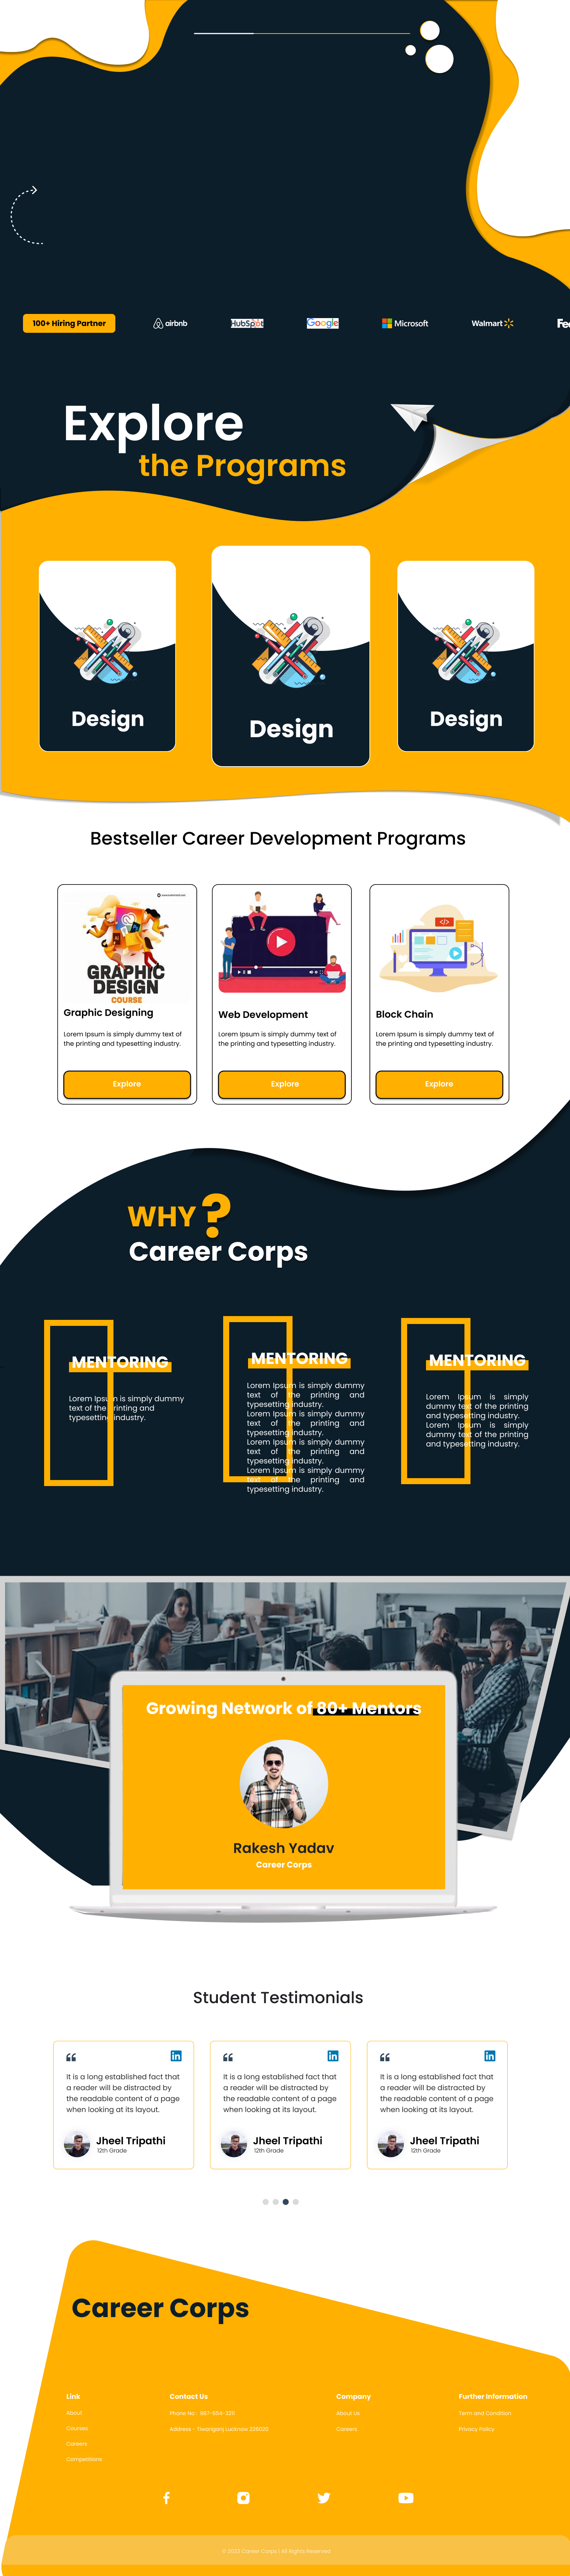 100+ Hiring Partner
airbnb
HubSpot
Google
Microsoft
Walmart
Fe
Explore
the Programs
Design
Design
Design
Bestseller Career Development Programs
GRAPHIC
DESIGN
COURSE
Graphic Designing
Lorem Ipsum is simply dummy text of
the printing and typesetting industry.
Explore
Web Development
Lorem Ipsum is simply dummy text of
the printing and typesetting industry.
Explore
Block Chain
Lorem Ipsum is simply dummy text of
the printing and typesetting industry.
Explore
WHY?
Career Corps
MENTORING
Lorem Ipsum is simply dummy
text of the printing and
typesetting industry.
MENTORING
Lorem Ipsum is simply dummy
text of the printing and
typesetting industry.
Lorem Ipsum is simply dummy
text of the printing and
typesetting industry.
Lorem Ipsum is simply dummy
text of the printing and
typesetting industry.
Lorem Ipsum is simply dummy
text of the printing and
typesetting industry.
MENTORING
Lorem Ipsum is simply
dummy text of the printing
and typesetting industry.
Lorem Ipsum is simply
dummy text of the printing
and typesetting industry.
Growing Network of 80+ Mentors
Rakesh Yadav
Career Corps
Student Testimonials
It is a long established fact that
a reader will be distracted by
the readable content of a page
when looking at its layout.
Jheel Tripathi
12th Grade
It is a long established fact that
a reader will be distracted by
the readable content of a page
when looking at its layout.
Jheel Tripathi
12th Grade
It is a long established fact that
a reader will be distracted by
the readable content of a page
when looking at its layout.
Jheel Tripathi
12th Grade
Career Corps
Link
About
Courses
Careers
Competitions
Contact Us
Phone No : 987-654-3211
Address - Tiwariganj Lucknow 226020
Company
About Us
Careers
Further Information
Term and Condition
Privacy Policy
© 2023 Career Corps | All Rights Reserved